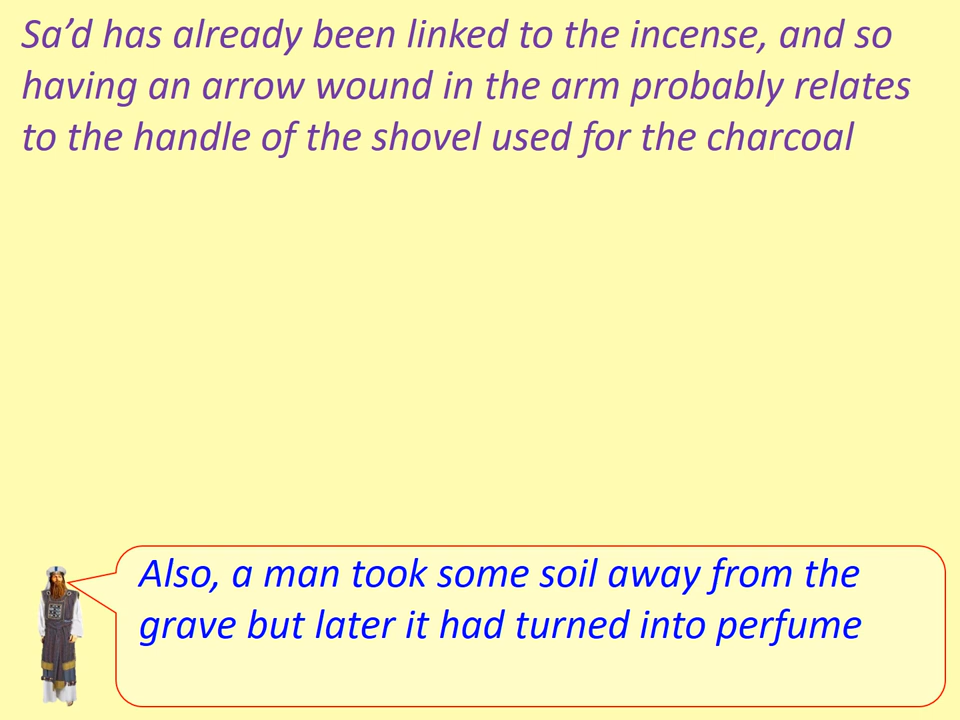 Sa’d has already been linked to the incense, and so
having an arrow wound in the arm probably relates
to the handle of the shovel used for the charcoal
Also, a man took some soil away from the
grave but later it had turned into perfume